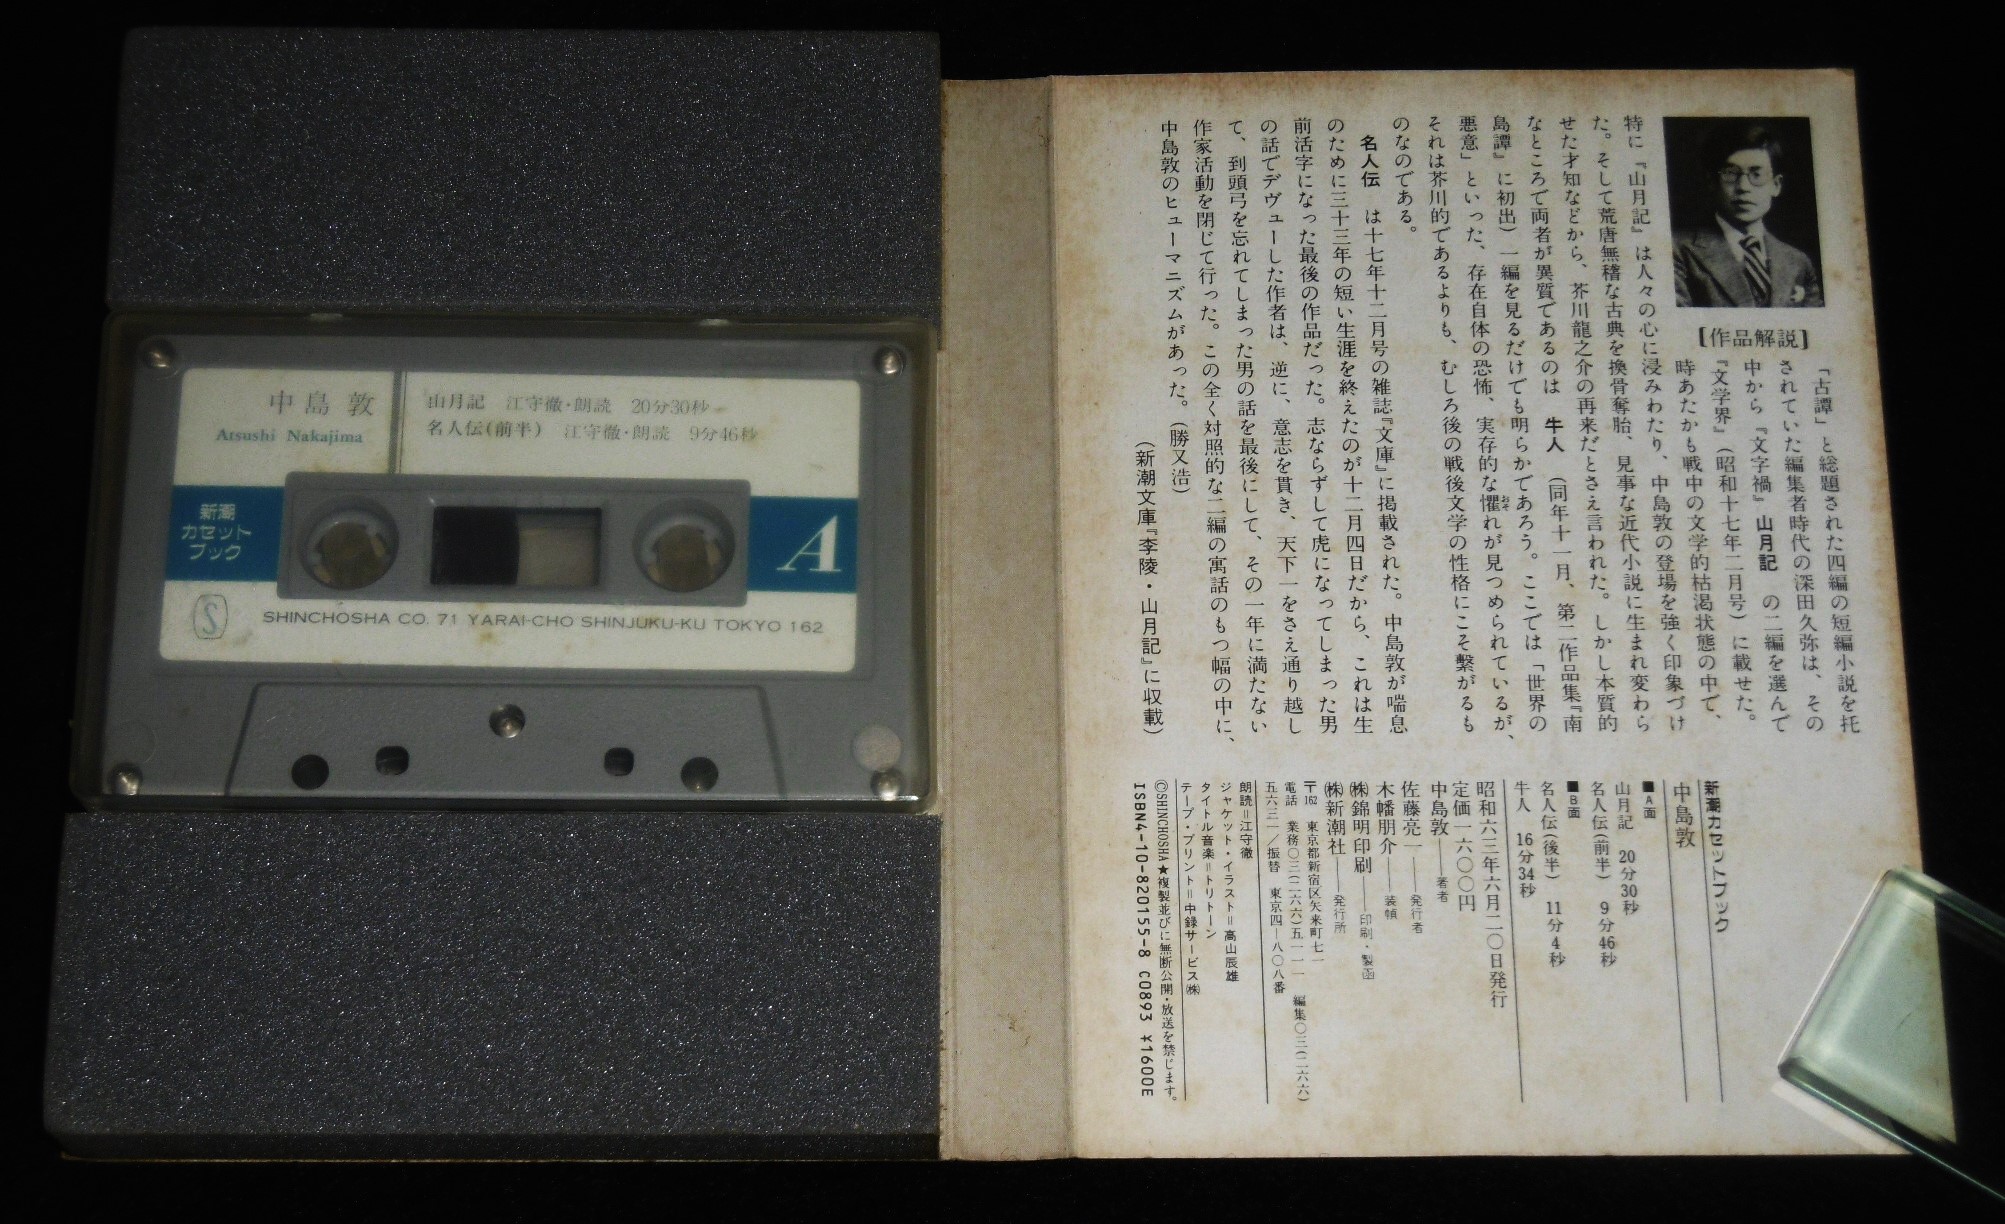 中島 敦
Atsushi Nakajima
山月記 江守徹・朗読 20分30秒
名人伝(前半) 江守徹・朗読 9分46秒
新潮
カセット
ブック
A
SHINCHOSHA CO. 71 YARAI-CHO SHINJUKU-KU TOKYO 162
[作品解説]
「古譚」と総題された四編の短編小説を托
されていた編集者時代の深田久弥は、その
中から『文字禍』山月記 の二編を選んで
『文学界』(昭和十七年二月号)に載せた。
時あたかも戦中の文学的枯渇状態の中で、
特に『山月記』は人々の心に浸みわたり、中島敦の登場を強く印象づけ
た。そして荒唐無稽な古典を換骨奪胎、見事な近代小説に生まれ変わら
せた才知などから、芥川龍之介の再来だとさえ言われた。しかし本質的
なところで両者が異質であるのは 牛人 (同年十一月、第二作品集『南
島譚』に初出)一編を見るだけでも明らかであろう。ここでは「世界の
悪意」といった、存在自体の恐怖、実存的な懼おそれが見つめられているが、
それは芥川的であるよりも、むしろ後の戦後文学の性格にこそ繋がるも
のなのである。
名人伝 は十七年十二月号の雑誌『文庫』に掲載された。中島敦が喘息
のために三十三年の短い生涯を終えたのが十二月四日だから、これは生
前活字になった最後の作品だった。志ならずして虎になってしまった男
の話でデヴューした作者は、逆に、意志を貫き、天下一をさえ通り越し
て、到頭弓を忘れてしまった男の話を最後にして、その一年に満たない
作家活動を閉じて行った。この全く対照的な二編の寓話のもつ幅の中に、
中島敦のヒューマニズムがあった。(勝又浩)
(新潮文庫『李陵・山月記』に収載)
新潮カセットブック
中島敦
■A面
山月記 20分30秒
名人伝(前半) 9分46秒
■B面
名人伝(後半) 11分4秒
牛人 16分34秒
昭和六三年六月二〇日発行
定価一六〇〇円
中島敦――著者
佐藤亮一――発行者
木幡朋介――装幀
㈱錦明印刷――印刷・製函
㈱新潮社――発行所
〒162 東京都新宿区矢来町七一
電話 業務〇三(二六六)五一一一 編集〇三(二六六)
五六三一/振替 東京四―八〇八番
朗読=江守徹
ジャケット・イラスト=高山辰雄
タイトル音楽=トリトーン
テープ・プリント=中録サービス㈱
©SHINCHOSHA★複製並びに無断公開・放送を禁じます。
ISBN4-10-820155-8 C0893 ¥1600E